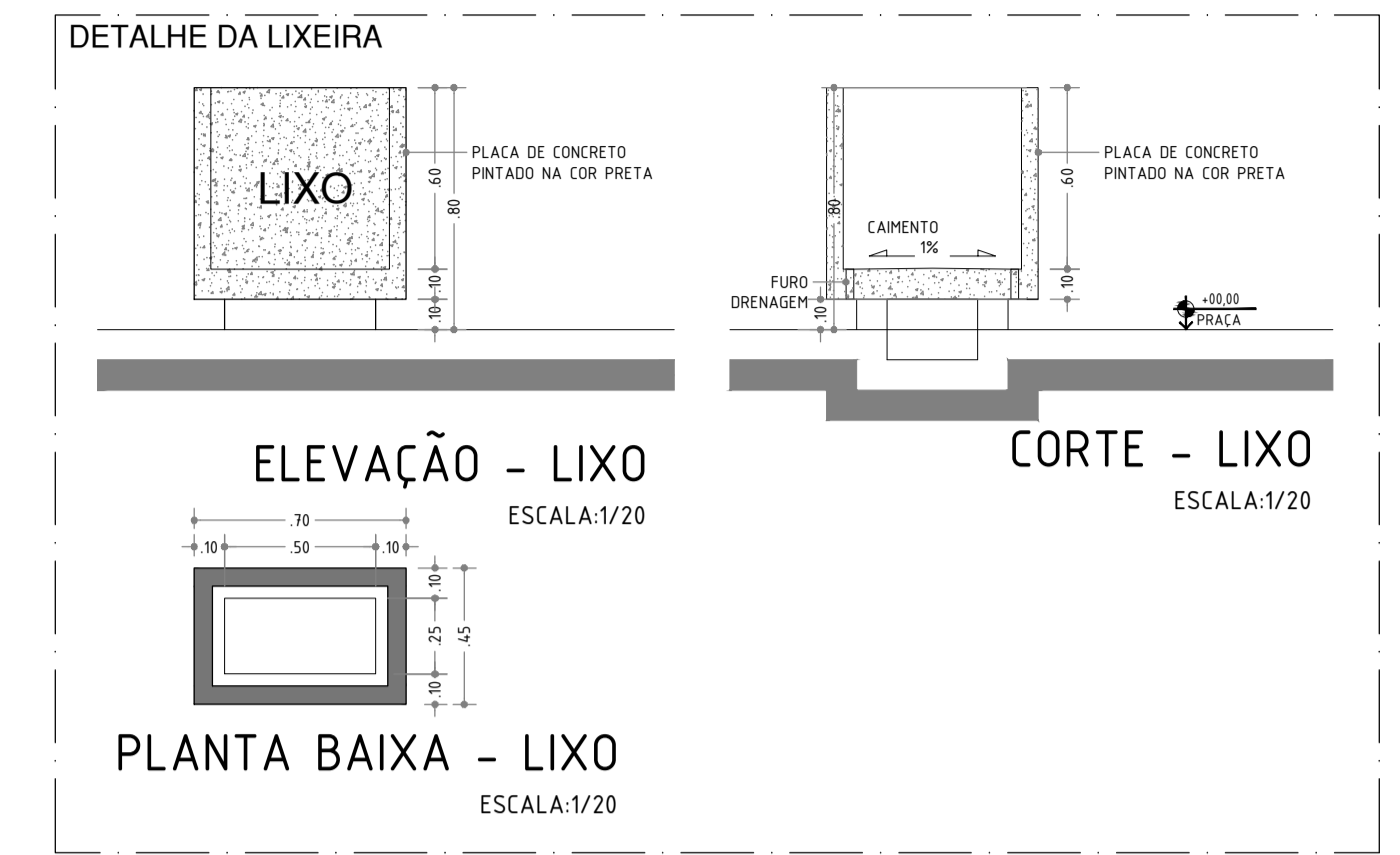 DETALHE DA LIXEIRA
LIXO
PLACA DE CONCRETO
PINTADO NA COR PRETA
.60
.80
.10
.10
ELEVAÇÃO - LIXO
ESCALA:1/20
.80
CAIMENTO
1%
FURO
DRENAGEM
.10
PLACA DE CONCRETO
PINTADO NA COR PRETA
.60
.10
+00,00
PRAÇA
CORTE - LIXO
ESCALA:1/20
.70
.10 .50 .10
.10
.25
.45
.10
PLANTA BAIXA - LIXO
ESCALA:1/20